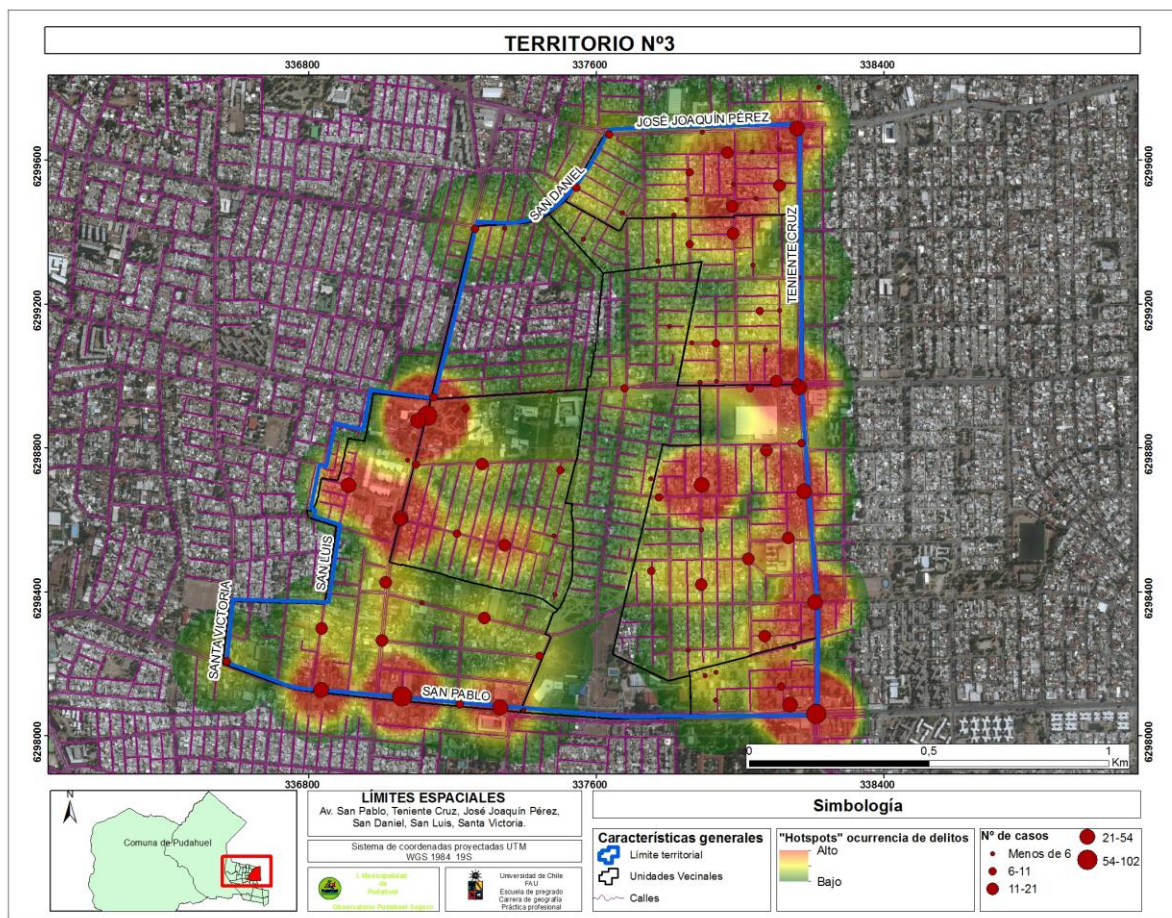 TERRITORIO Nº3
336800
337600
338400
6299600
6299200
6298800
6298400
6298000
6299600
6299200
6298800
6298400
6298000
JOSÉ JOAQUÍN PÉREZ
SAN DANIEL
TENIENTE CRUZ
SAN LUIS
SANTA VICTORIA
SAN PABLO
0
0,5
1
Km
336800
337600
338400
N
Comuna de Pudahuel
LÍMITES ESPACIALES
Av. San Pablo, Teniente Cruz, José Joaquín Pérez,
San Daniel, San Luis, Santa Victoria.
Sistema de coordenadas proyectadas UTM
WGS 1984 19S
I. Municipalidad
de
Pudahuel
Observatorio Pudahuel Seguro
Universidad de Chile
FAU
Escuela de pregrado
Carrera de geografía
Práctica profesional
Simbología
Características generales
Límite territorial
Unidades Vecinales
Calles
"Hotspots" ocurrencia de delitos
Alto
Bajo
Nº de casos
Menos de 6
6-11
11-21
21-54
54-102